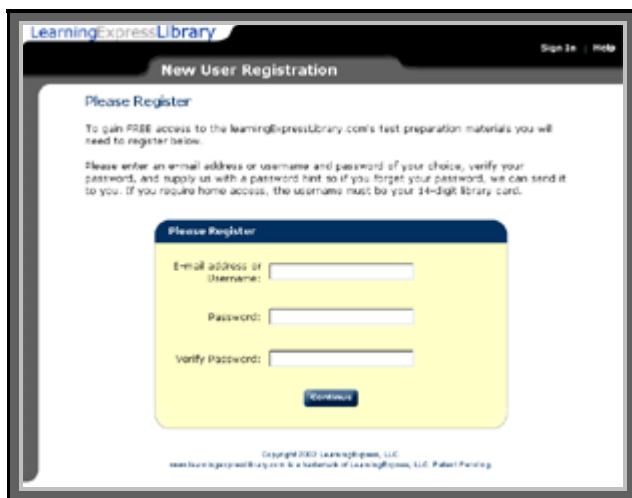 LearningExpressLibrary
Sign In | Help
New User Registration
Please Register
To gain FREE access to the learningExpressLibrary.com's test preparation materials you will
need to register below.
Please enter an e-mail address or username and password of your choice, verify your
password, and supply us with a password hint so if you forget your password, we can send it
to you. If you require home access, the username must be your 14-digit library card.
Please Register
E-mail address or
Username:
Password:
Verify Password:
Continue
Copyright 2002 LearningExpress, LLC.
www.learningexpresslibrary.com is a trademark of LearningExpress, LLC. Patent Pending.